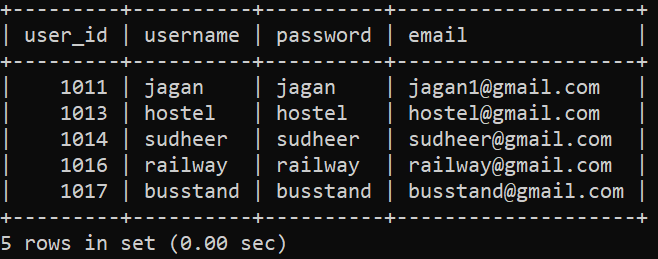 +---------+----------+----------+--------------------+
| user_id | username | password | email              |
+---------+----------+----------+--------------------+
|    1011 | jagan    | jagan    | jagan1@gmail.com   |
|    1013 | hostel   | hostel   | hostel@gmail.com   |
|    1014 | sudheer  | sudheer  | sudheer@gmail.com  |
|    1016 | railway  | railway  | railway@gmail.com  |
|    1017 | busstand | busstand | busstand@gmail.com |
+---------+----------+----------+--------------------+
5 rows in set (0.00 sec)